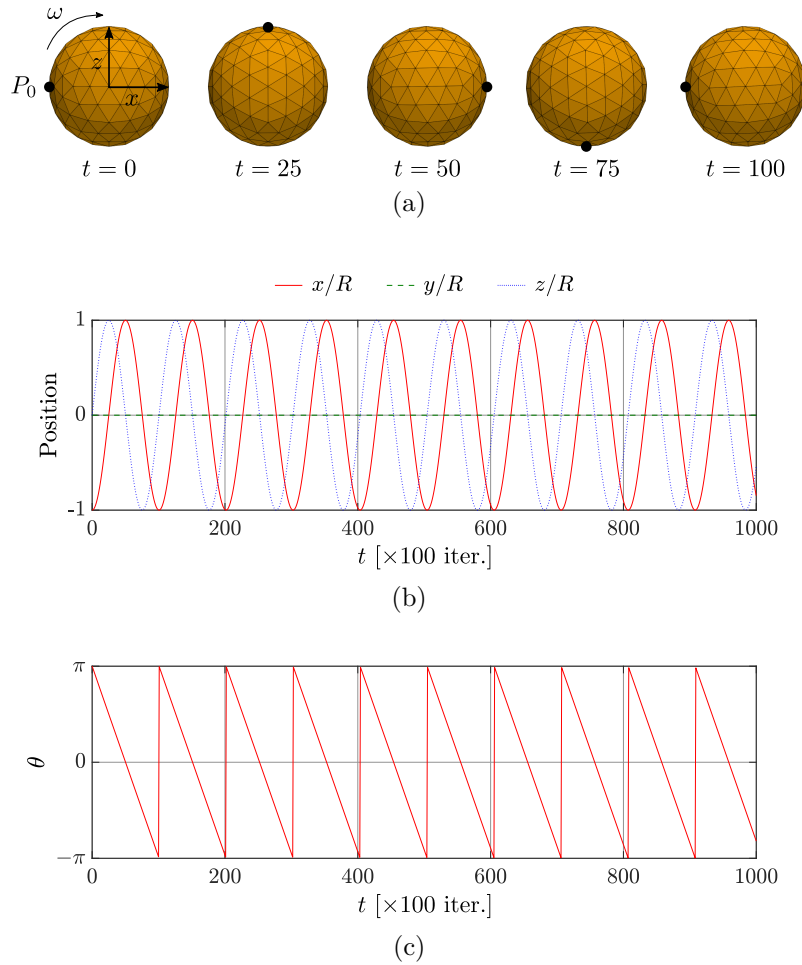 ω
z
P₀
x
t = 0 t = 25 t = 50 t = 75 t = 100
(a)
x/R y/R z/R
1
0
-1
Position
0 200 400 600 800 1000
t [×100 iter.]
(b)
π
0
−π
θ
0 200 400 600 800 1000
t [×100 iter.]
(c)